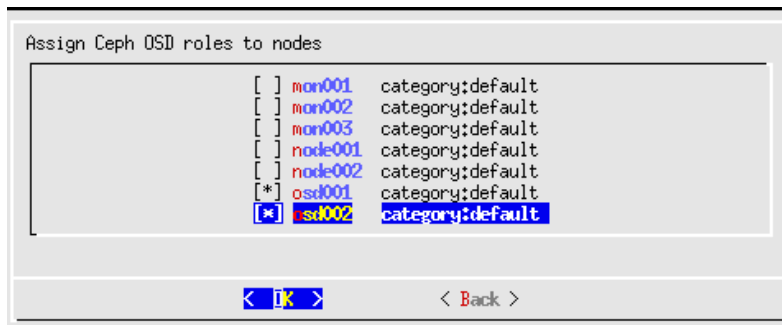 Assign Ceph OSD roles to nodes
[ ] mon001 category:default
[ ] mon002 category:default
[ ] mon003 category:default
[ ] node001 category:default
[ ] node002 category:default
[*] osd001 category:default
[*] osd002 category:default
< OK > < Back >